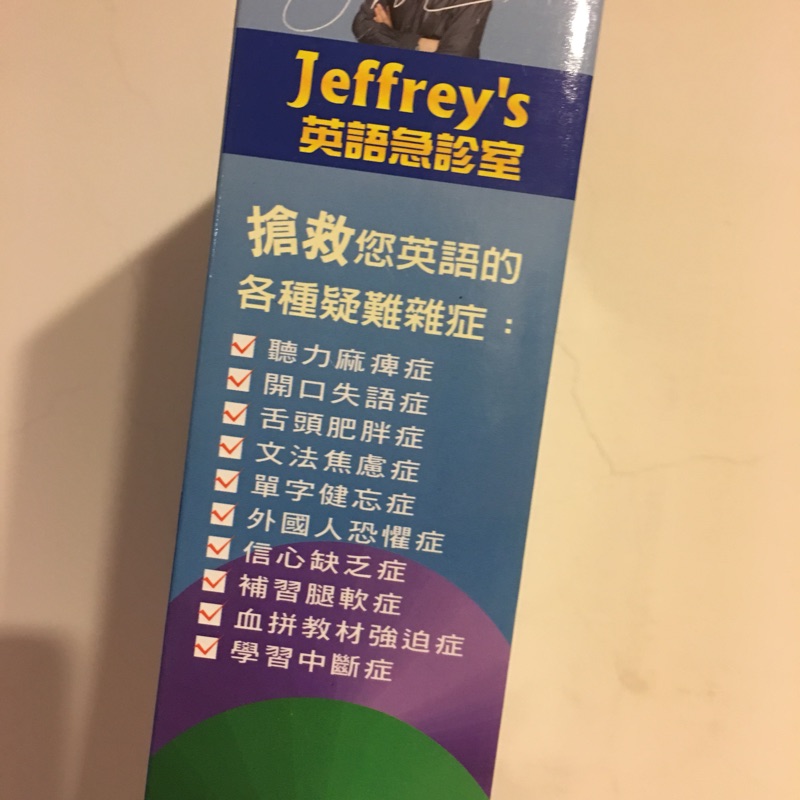 Jeffrey's
英語急診室
搶救您英語的
各種疑難雜症：
聽力麻痺症
開口失語症
舌頭肥胖症
文法焦慮症
單字健忘症
外國人恐懼症
信心缺乏症
補習腿軟症
血拼教材強迫症
學習中斷症